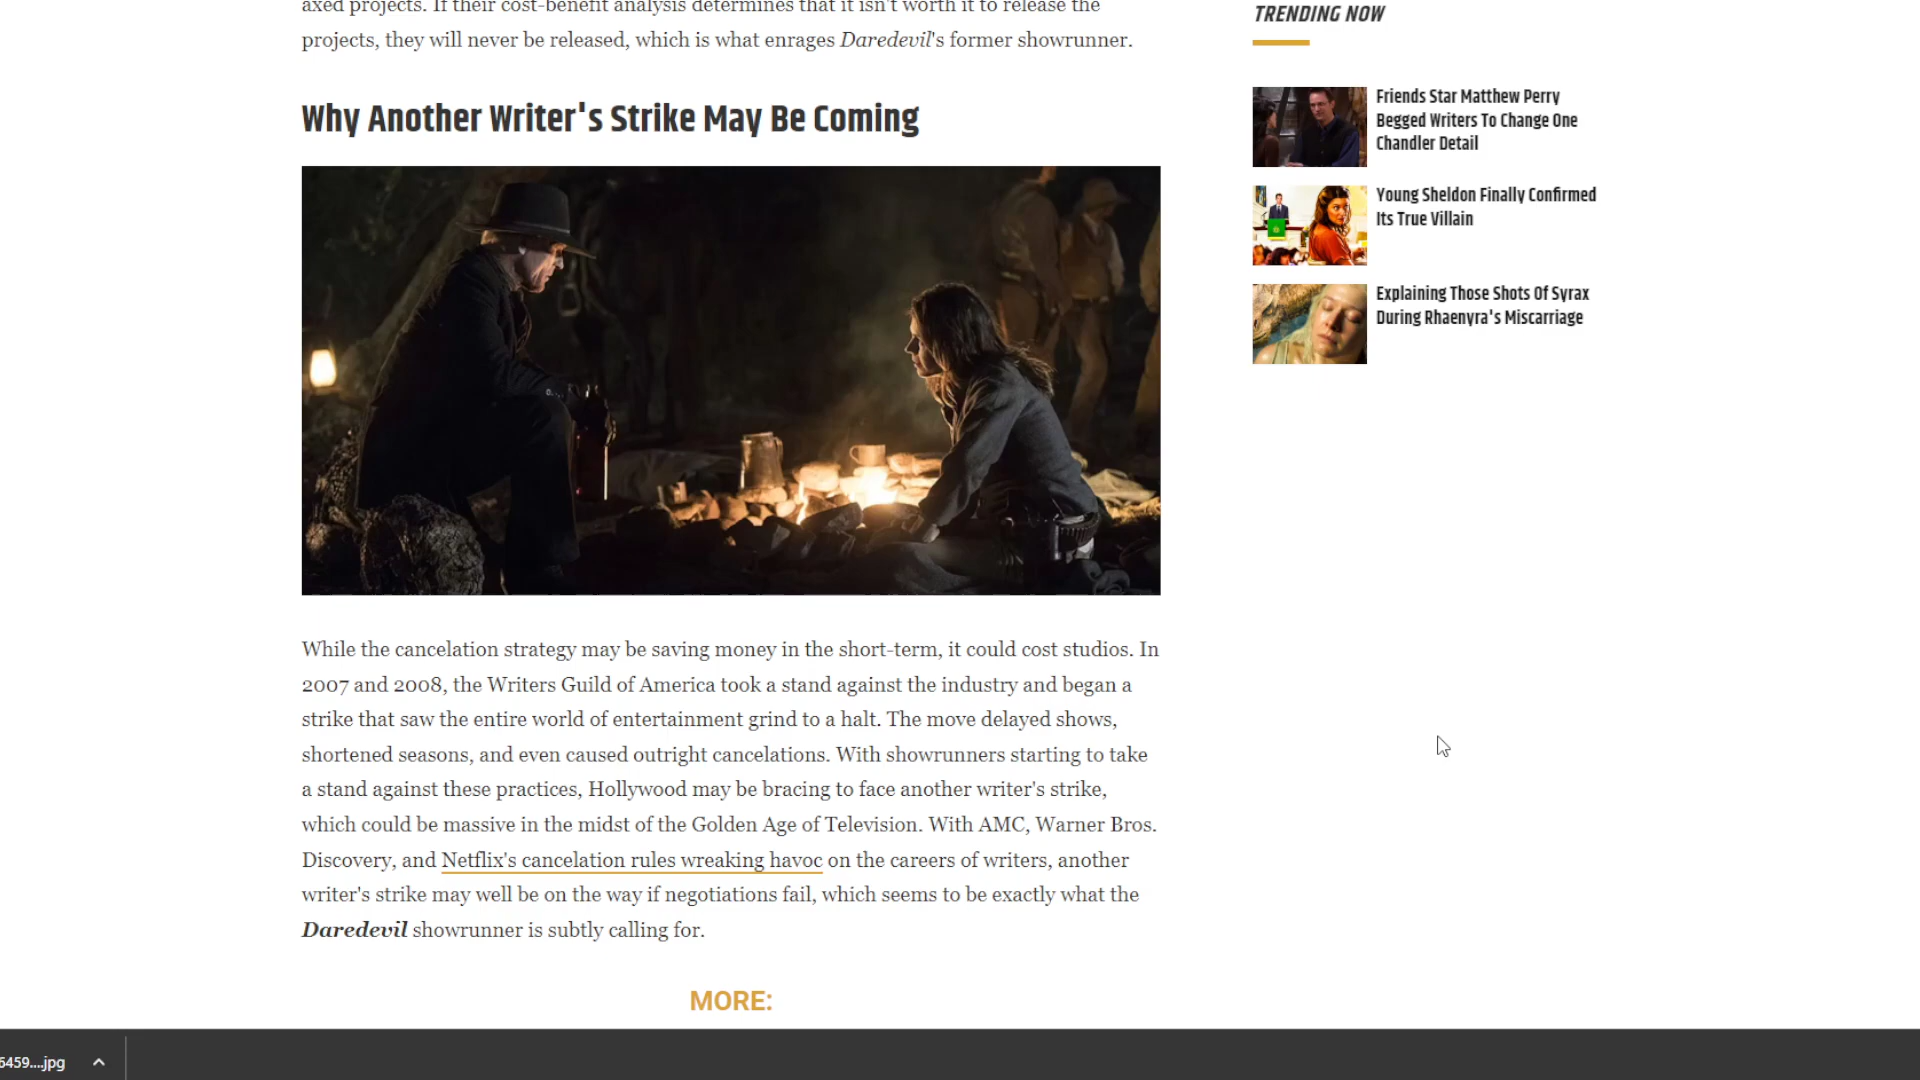 axed projects. If their cost-benefit analysis determines that it isn't worth it to release the
projects, they will never be released, which is what enrages Daredevil's former showrunner.
Why Another Writer's Strike May Be Coming
While the cancelation strategy may be saving money in the short-term, it could cost studios. In
2007 and 2008, the Writers Guild of America took a stand against the industry and began a
strike that saw the entire world of entertainment grind to a halt. The move delayed shows,
shortened seasons, and even caused outright cancelations. With showrunners starting to take
a stand against these practices, Hollywood may be bracing to face another writer's strike,
which could be massive in the midst of the Golden Age of Television. With AMC, Warner Bros.
Discovery, and Netflix's cancelation rules wreaking havoc on the careers of writers, another
writer's strike may well be on the way if negotiations fail, which seems to be exactly what the
Daredevil showrunner is subtly calling for.
MORE:
TRENDING NOW
Friends Star Matthew Perry
Begged Writers To Change One
Chandler Detail
Young Sheldon Finally Confirmed
Its True Villain
Explaining Those Shots Of Syrax
During Rhaenyra's Miscarriage
6459....jpg